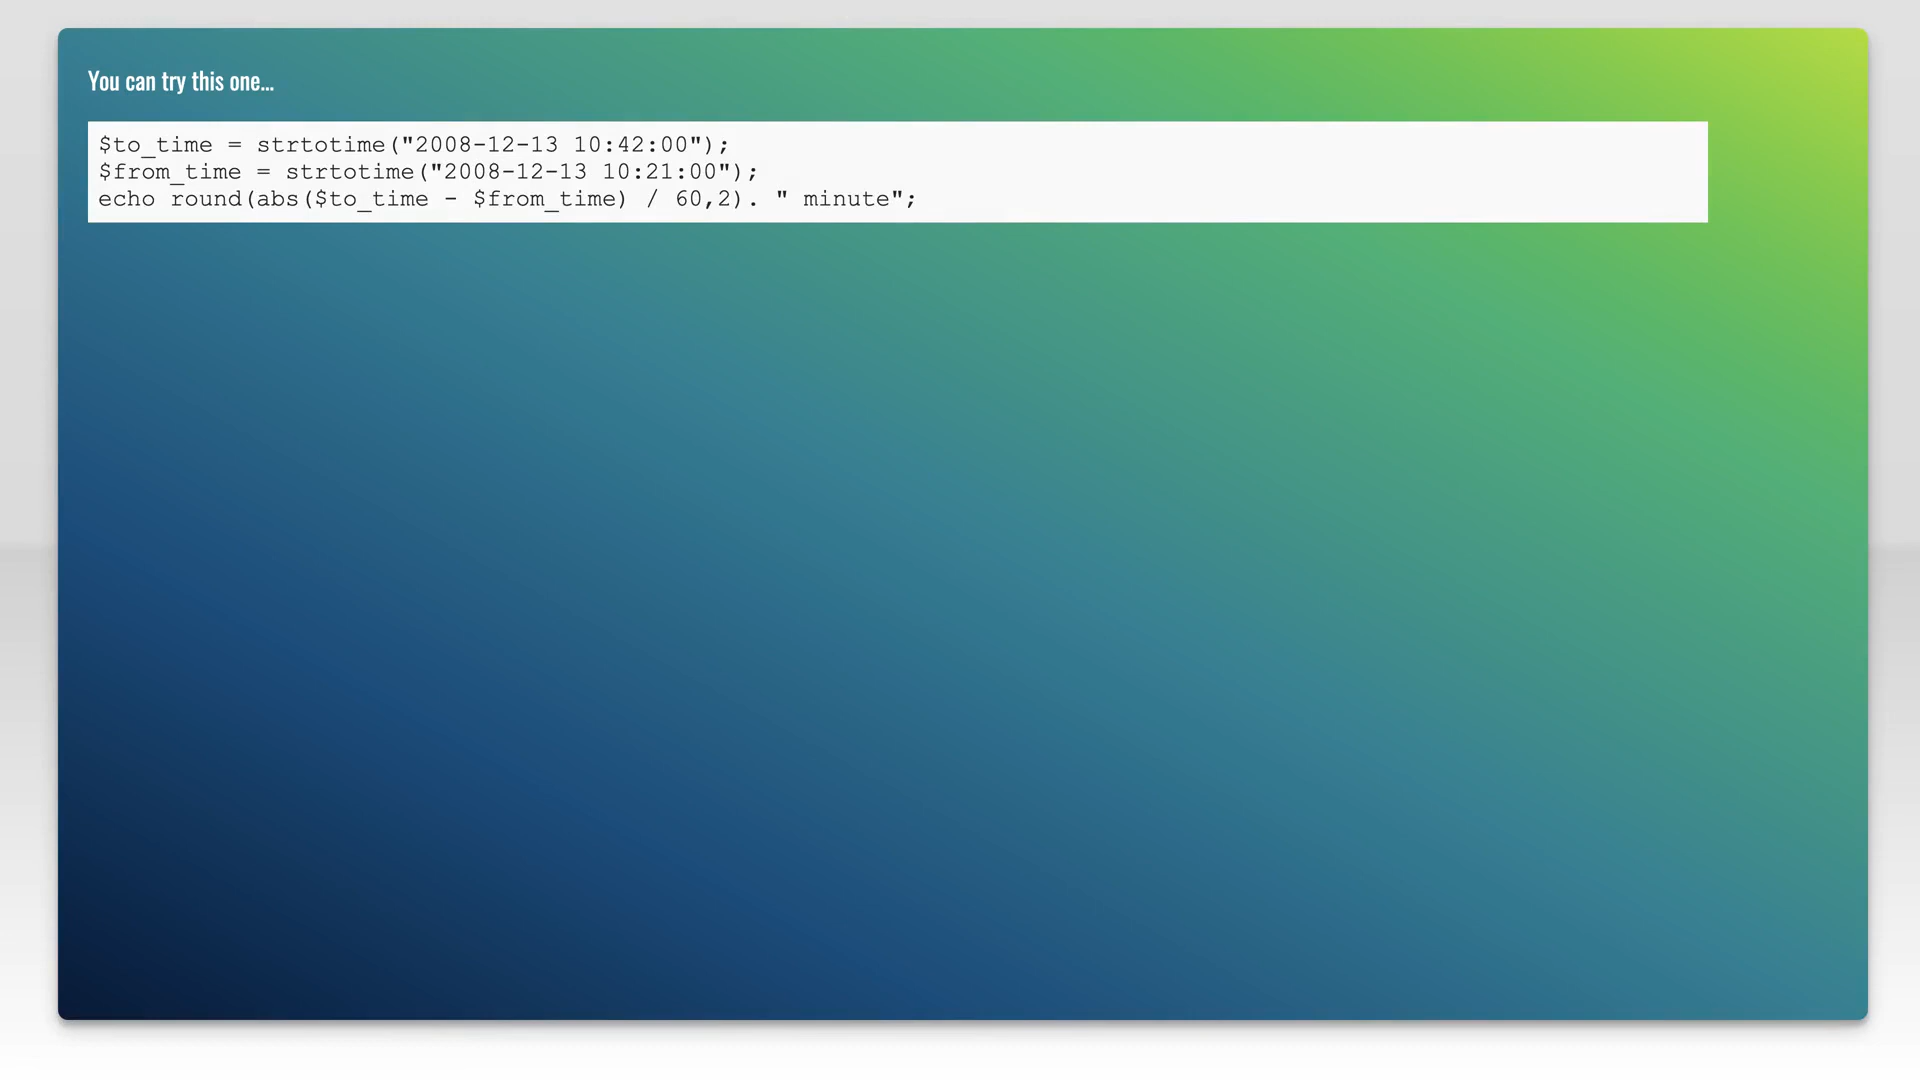 You can try this one...
$to_time = strtotime("2008-12-13 10:42:00");
$from_time = strtotime("2008-12-13 10:21:00");
echo round(abs($to_time - $from_time) / 60,2). " minute";